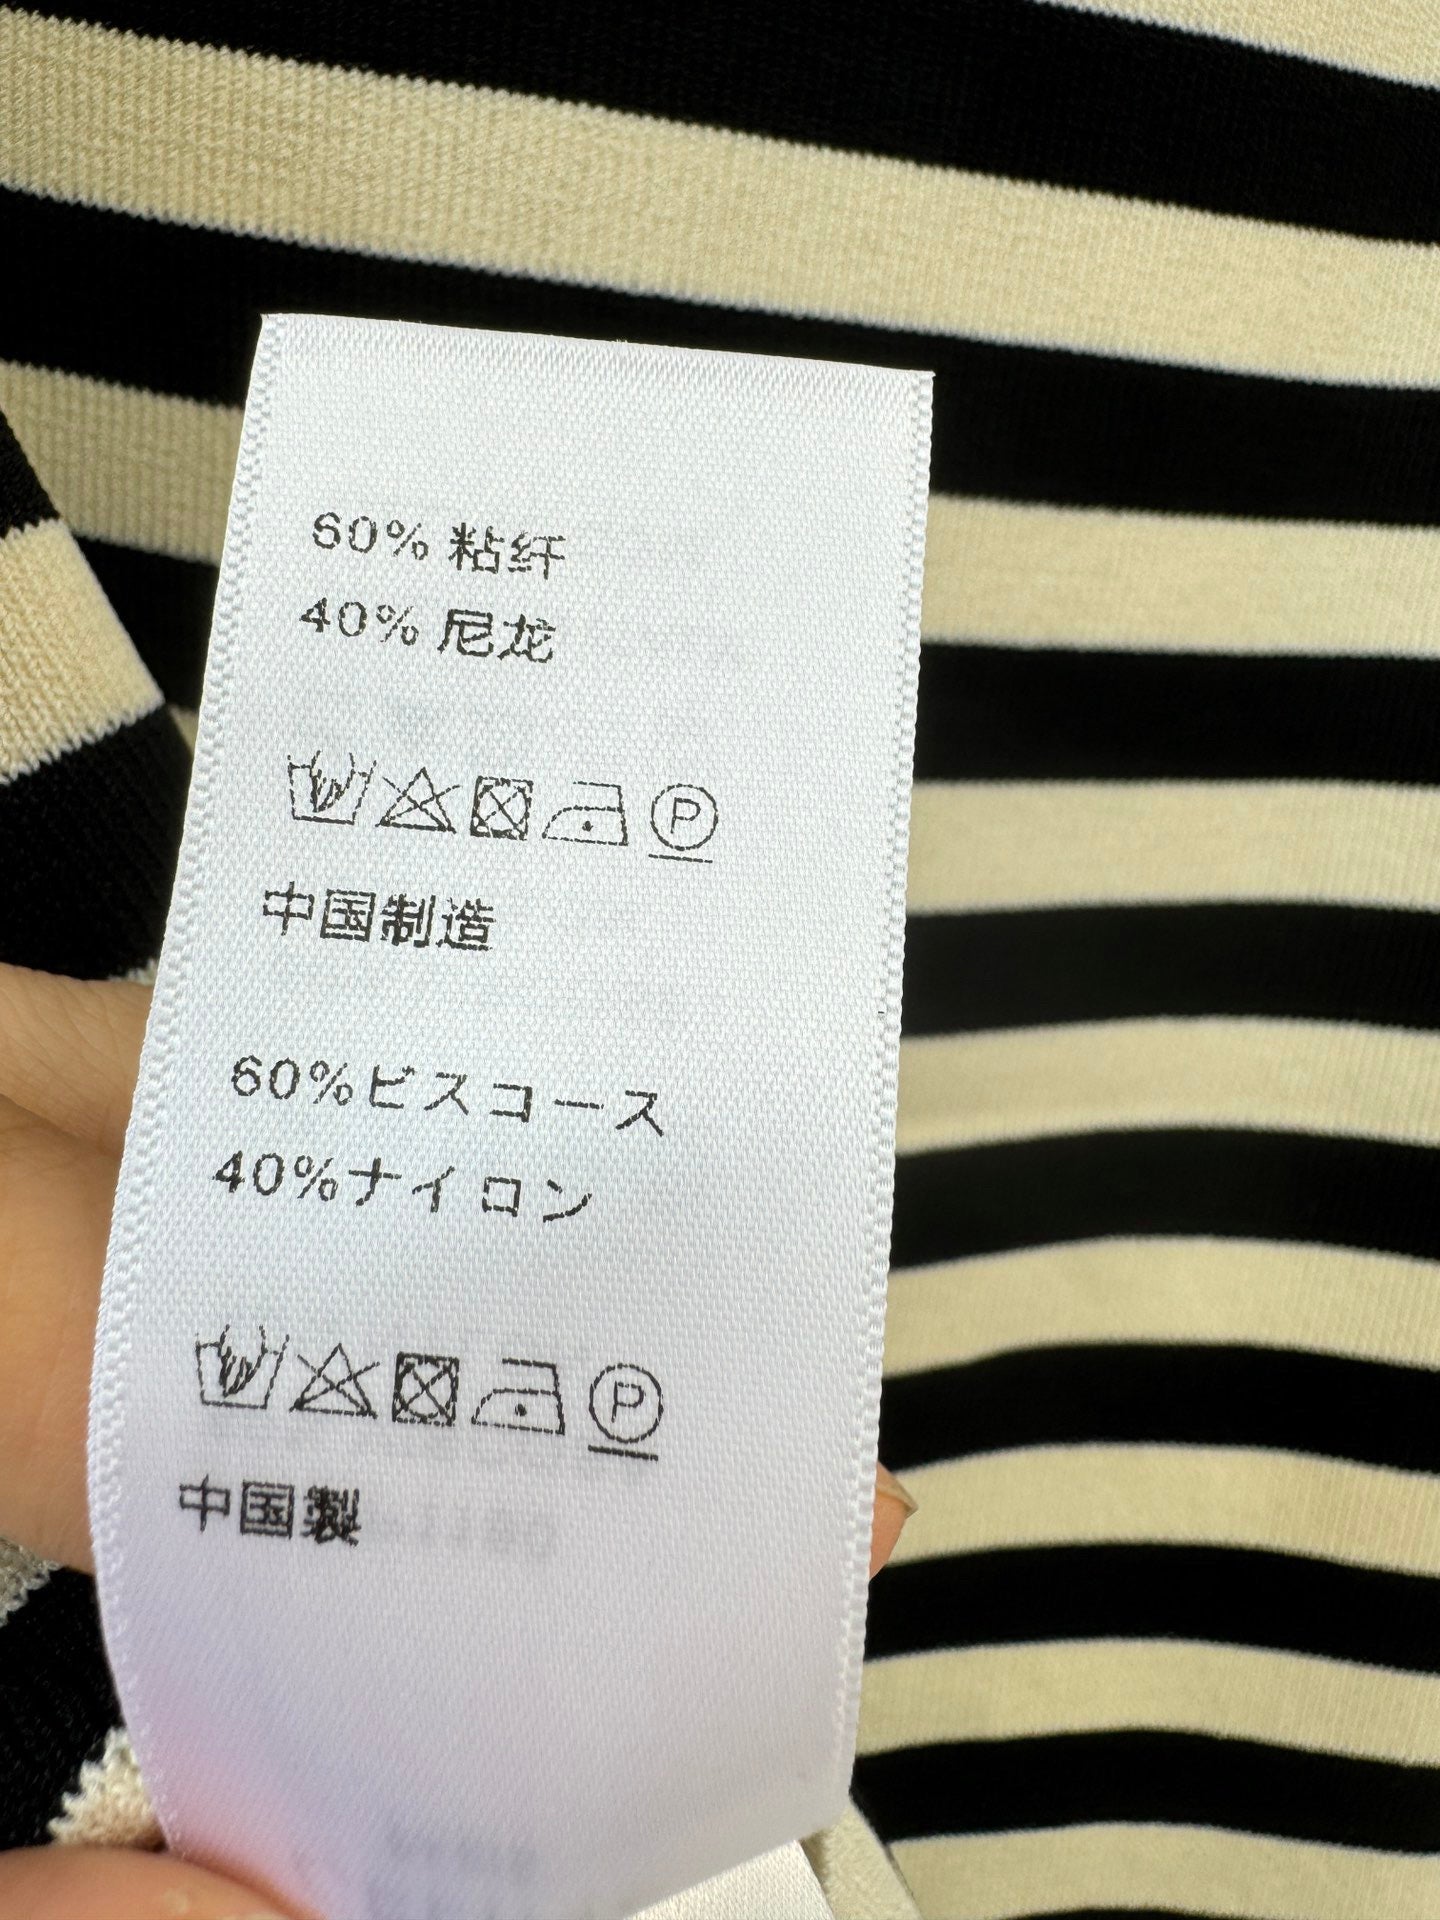 60% 粘纤
40% 尼龙
P
中国制造
60%ビスコース
40%ナイロン
P
中国製